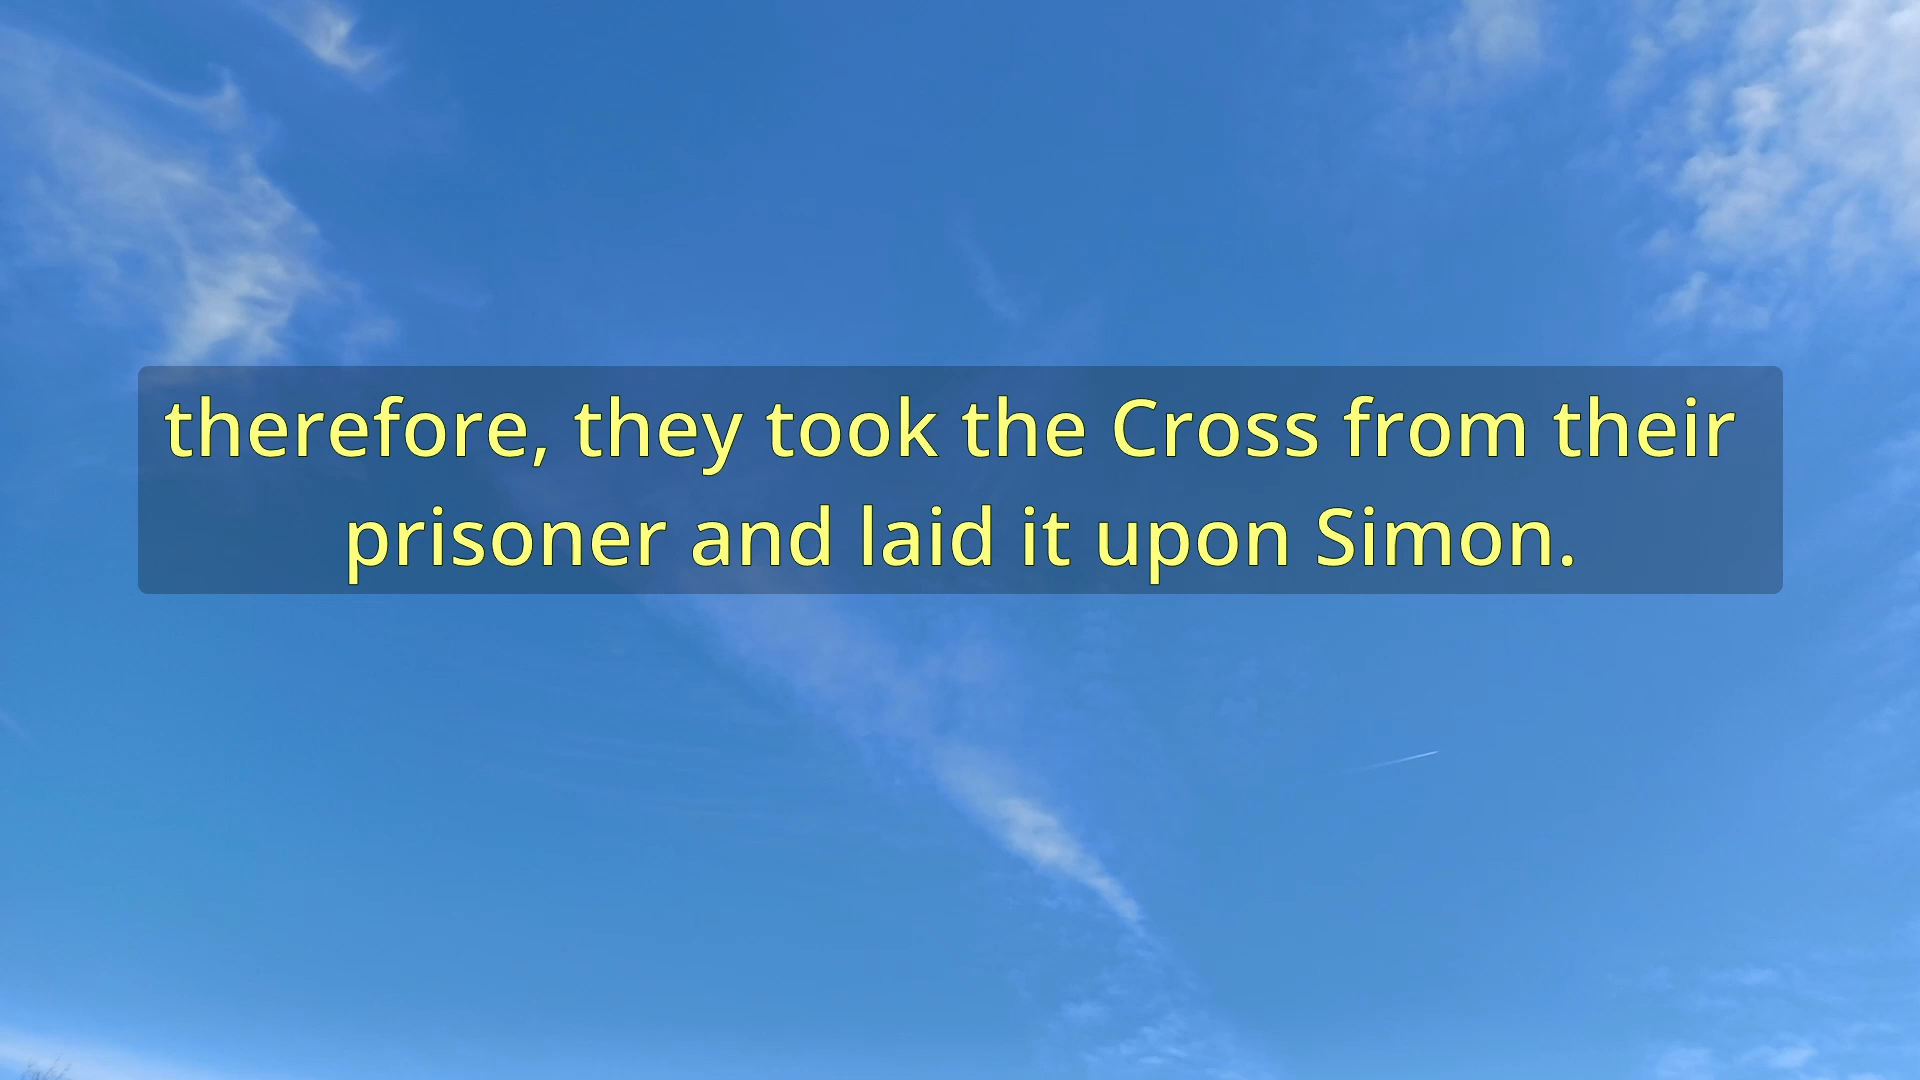 therefore, they took the Cross from their
prisoner and laid it upon Simon.